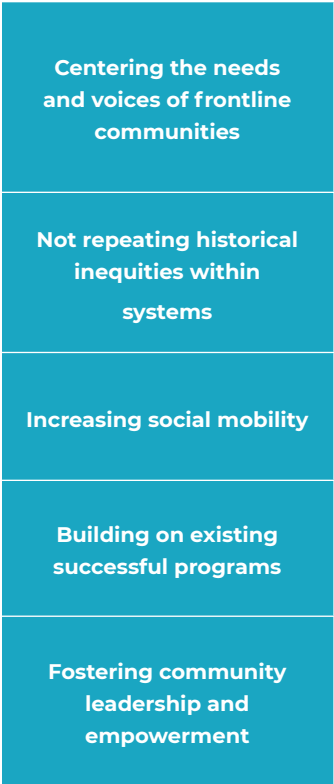 Centering the needs
and voices of frontline
communities
Not repeating historical
inequities within
systems
Increasing social mobility
Building on existing
successful programs
Fostering community
leadership and
empowerment